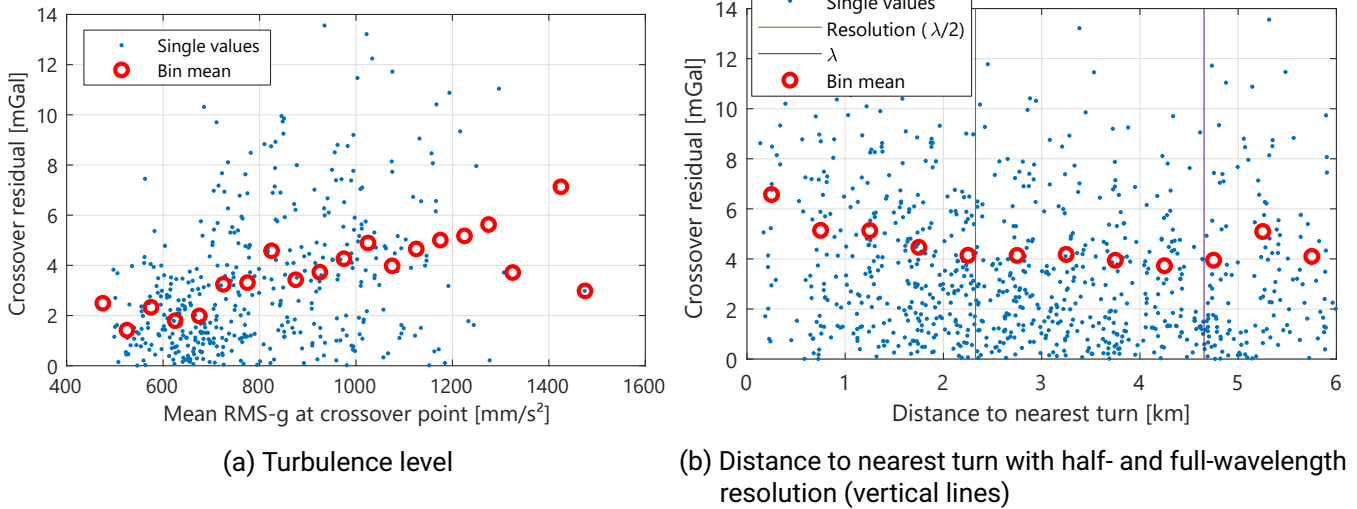 14
12
10
8
6
4
2
0
Crossover residual [mGal]
Single values
Bin mean
400 600 800 1000 1200 1400 1600
Mean RMS-g at crossover point [mm/s²]
(a) Turbulence level
Single values
Resolution ( λ/2)
λ
Bin mean
14
12
10
8
6
4
2
0
Crossover residual [mGal]
0 1 2 3 4 5 6
Distance to nearest turn [km]
(b) Distance to nearest turn with half- and full-wavelength
resolution (vertical lines)